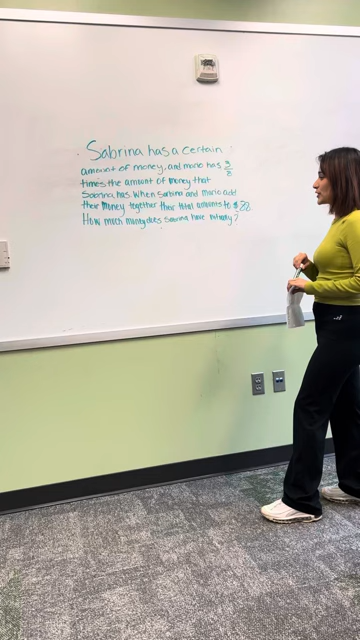 Sabrina has a certain
amount of money, and mario has 3/8
times the amount of money that
Sabrina has. When sarbina and mario add
their money together their total amounts to $22
How much money does Sabrina have initially?